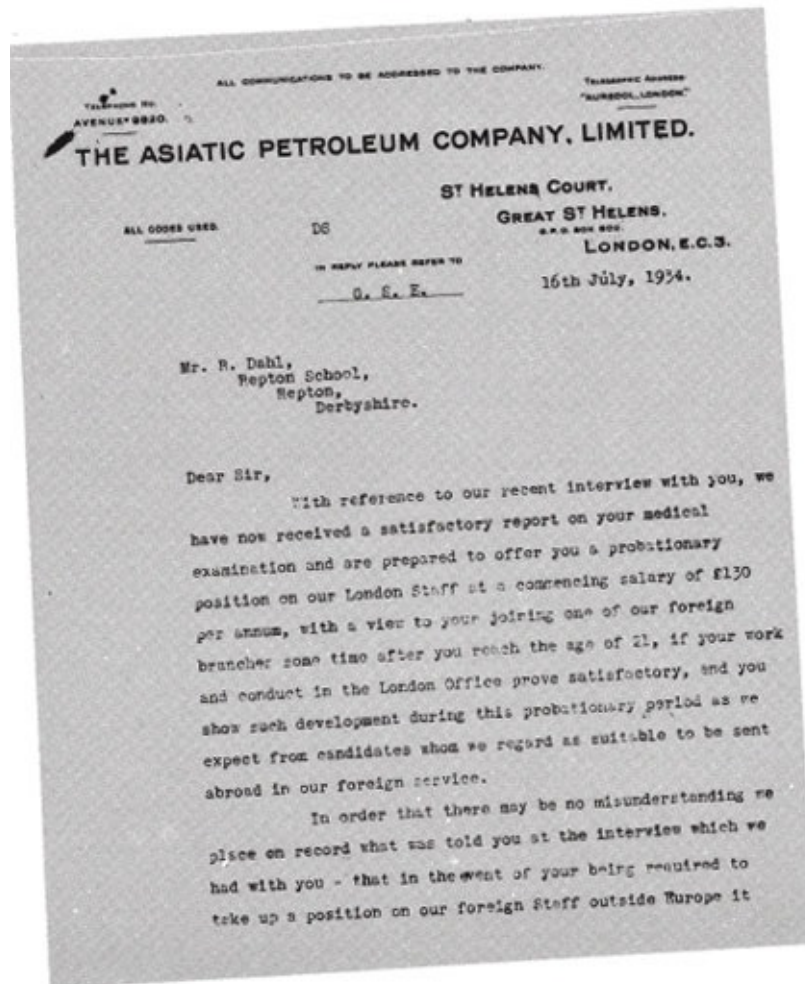 ALL COMMUNICATIONS TO BE ADDRESSED TO THE COMPANY.
TELEPHONE NO.
AVENUE 9820.
TELEGRAPHIC ADDRESS
LONDON."
THE ASIATIC PETROLEUM COMPANY, LIMITED.
ST HELENS COURT.
GREAT ST HELENS.
G.P.O. BOX
LONDON, E.C.3.
ALL CODES USED.
DS
IN REPLY PLEASE REFER TO
G. S. E.
16th July, 1934.
Mr. R. Dahl,
Repton School,
Repton,
Derbyshire.
Dear Sir,
With reference to our recent interview with you, we
have now received a satisfactory report on your medical
examination and are prepared to offer you a probationary
position on our London Staff at a commencing salary of £130
per annum, with a view to your joining one of our foreign
brancher some time after you reach the age of 21, if your work
and conduct in the London Office prove satisfactory, and you
show such development during this probationary period as we
expect from candidates whom we regard as suitable to be sent
abroad in our foreign service.
In order that there may be no misunderstanding we
place on record what was told you at the interview which we
had with you - that in the event of your being required to
take up a position on our foreign Staff outside Europe it